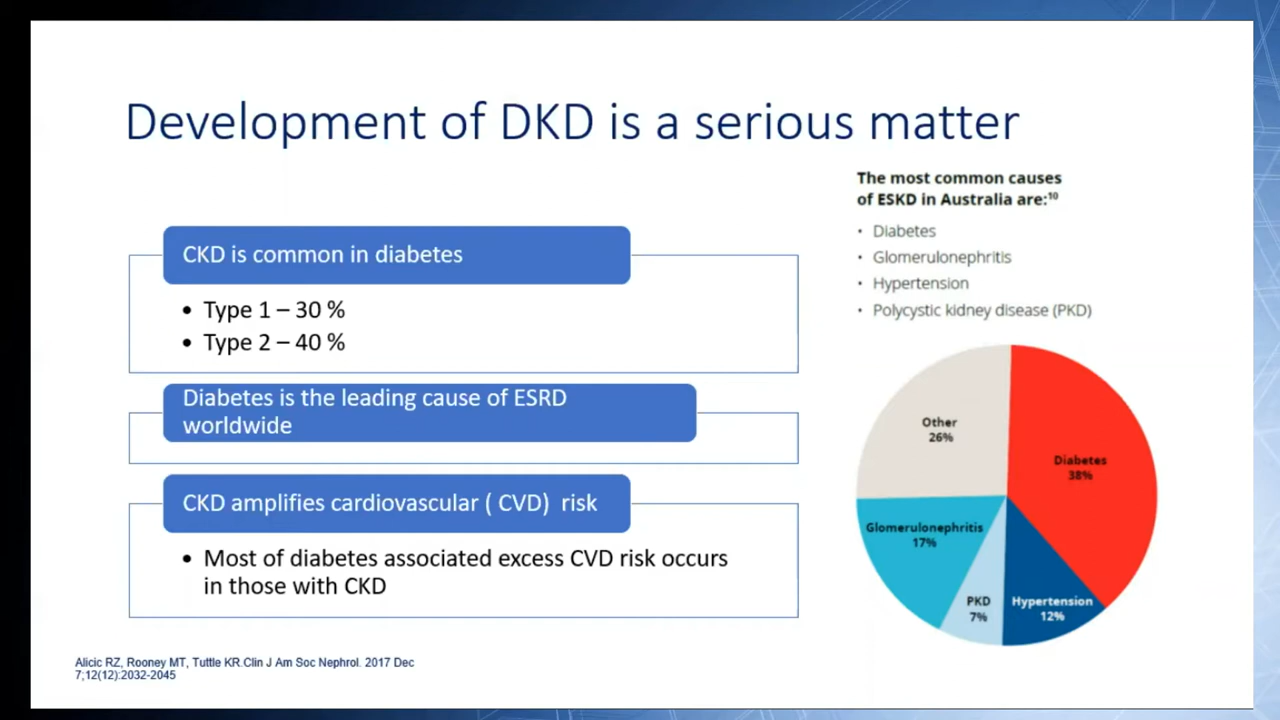 Development of DKD is a serious matter
CKD is common in diabetes
• Type 1 – 30 %
• Type 2 – 40 %
Diabetes is the leading cause of ESRD
worldwide
CKD amplifies cardiovascular ( CVD)  risk
• Most of diabetes associated excess CVD risk occurs
in those with CKD
Alicic RZ, Rooney MT, Tuttle KR.Clin J Am Soc Nephrol. 2017 Dec
7;12(12):2032-2045
The most common causes
of ESKD in Australia are:¹⁰
• Diabetes
• Glomerulonephritis
• Hypertension
• Polycystic kidney disease (PKD)
Other
26%
Diabetes
38%
Glomerulonephritis
17%
PKD
7%
Hypertension
12%